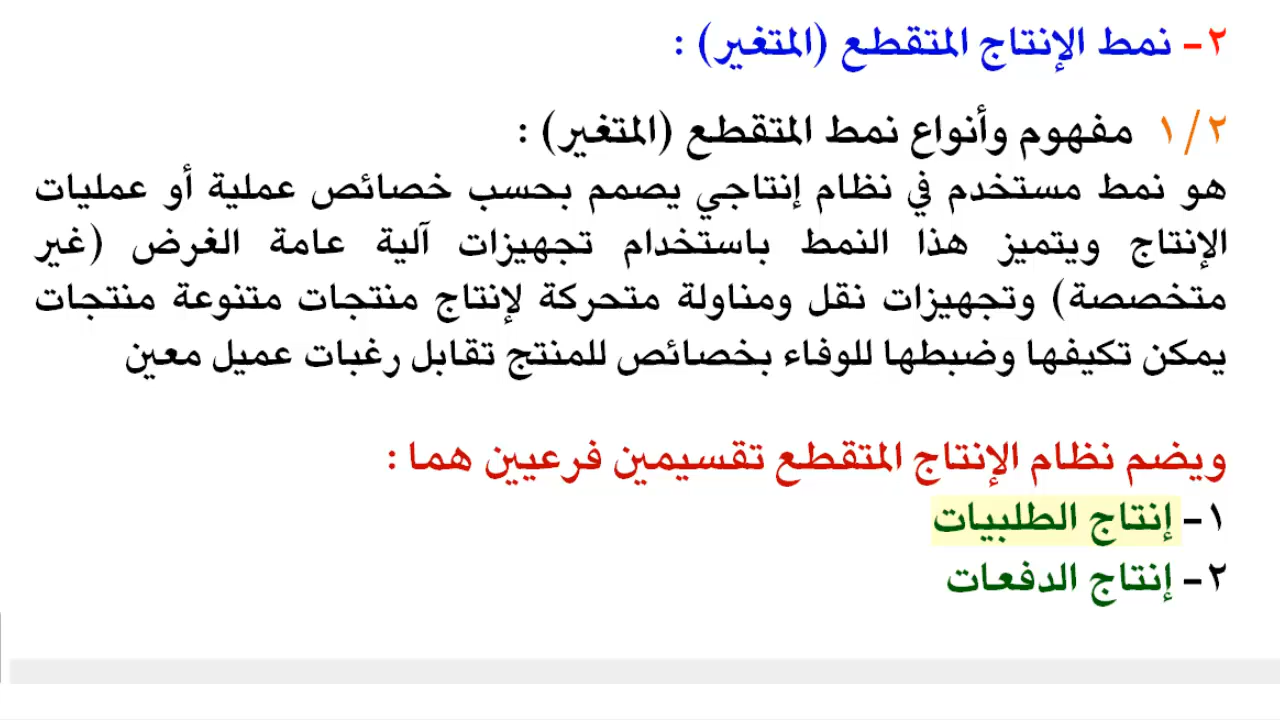 ٢- نمط الإنتاج المتقطع (المتغير) :
١/٢ مفهوم وأنواع نمط المتقطع (المتغير) :
هو نمط مستخدم في نظام إنتاجي يصمم بحسب خصائص عملية أو عمليات
الإنتاج ويتميز هذا النمط باستخدام تجهيزات آلية عامة الغرض (غير
متخصصة) وتجهيزات نقل ومناولة متحركة لإنتاج منتجات متنوعة منتجات
يمكن تكيفها وضبطها للوفاء بخصائص للمنتج تقابل رغبات عميل معين
ويضم نظام الإنتاج المتقطع تقسيمين فرعيين هما :
١- إنتاج الطلبيات
٢- إنتاج الدفعات